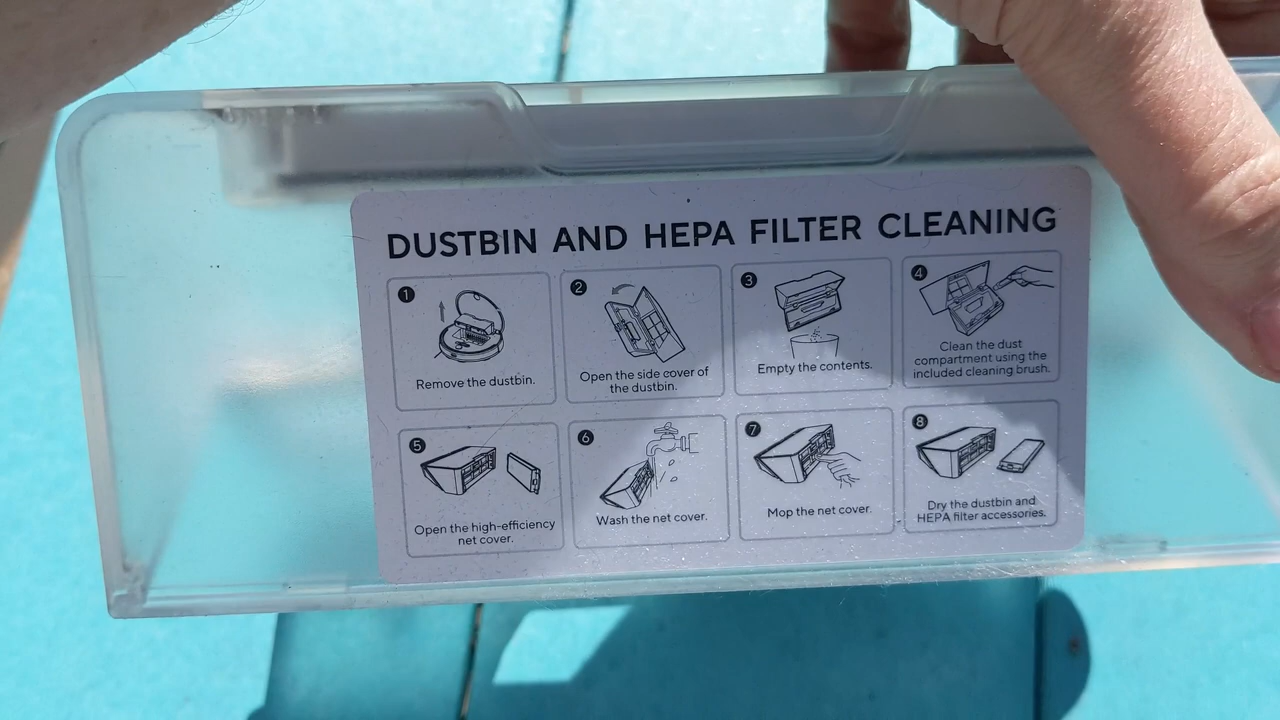 DUSTBIN AND HEPA FILTER CLEANING
1
Remove the dustbin.
2
Open the side cover of
the dustbin.
3
Empty the contents.
4
Clean the dust
compartment using the
included cleaning brush.
5
Open the high-efficiency
net cover.
6
Wash the net cover.
7
Mop the net cover.
8
Dry the dustbin and
HEPA filter accessories.